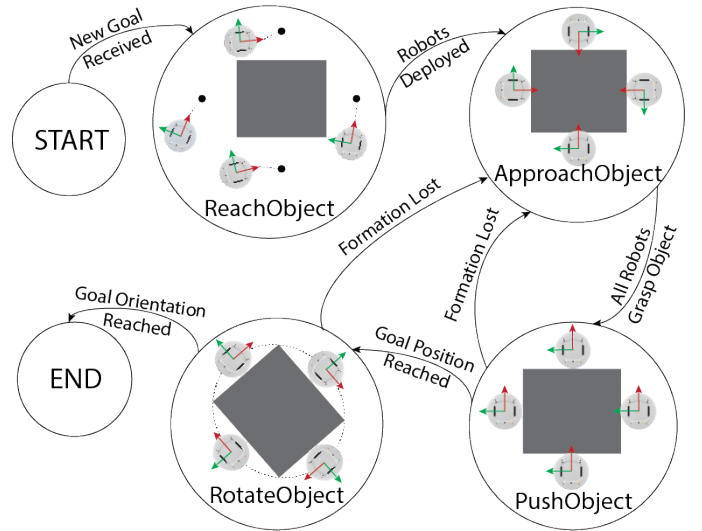 New Goal
Received
START
ReachObject
Robots
Deployed
ApproachObject
Formation Lost
Formation Lost
All Robots
Grasp Object
Goal Orientation
Reached
END
RotateObject
Goal Position
Reached
PushObject